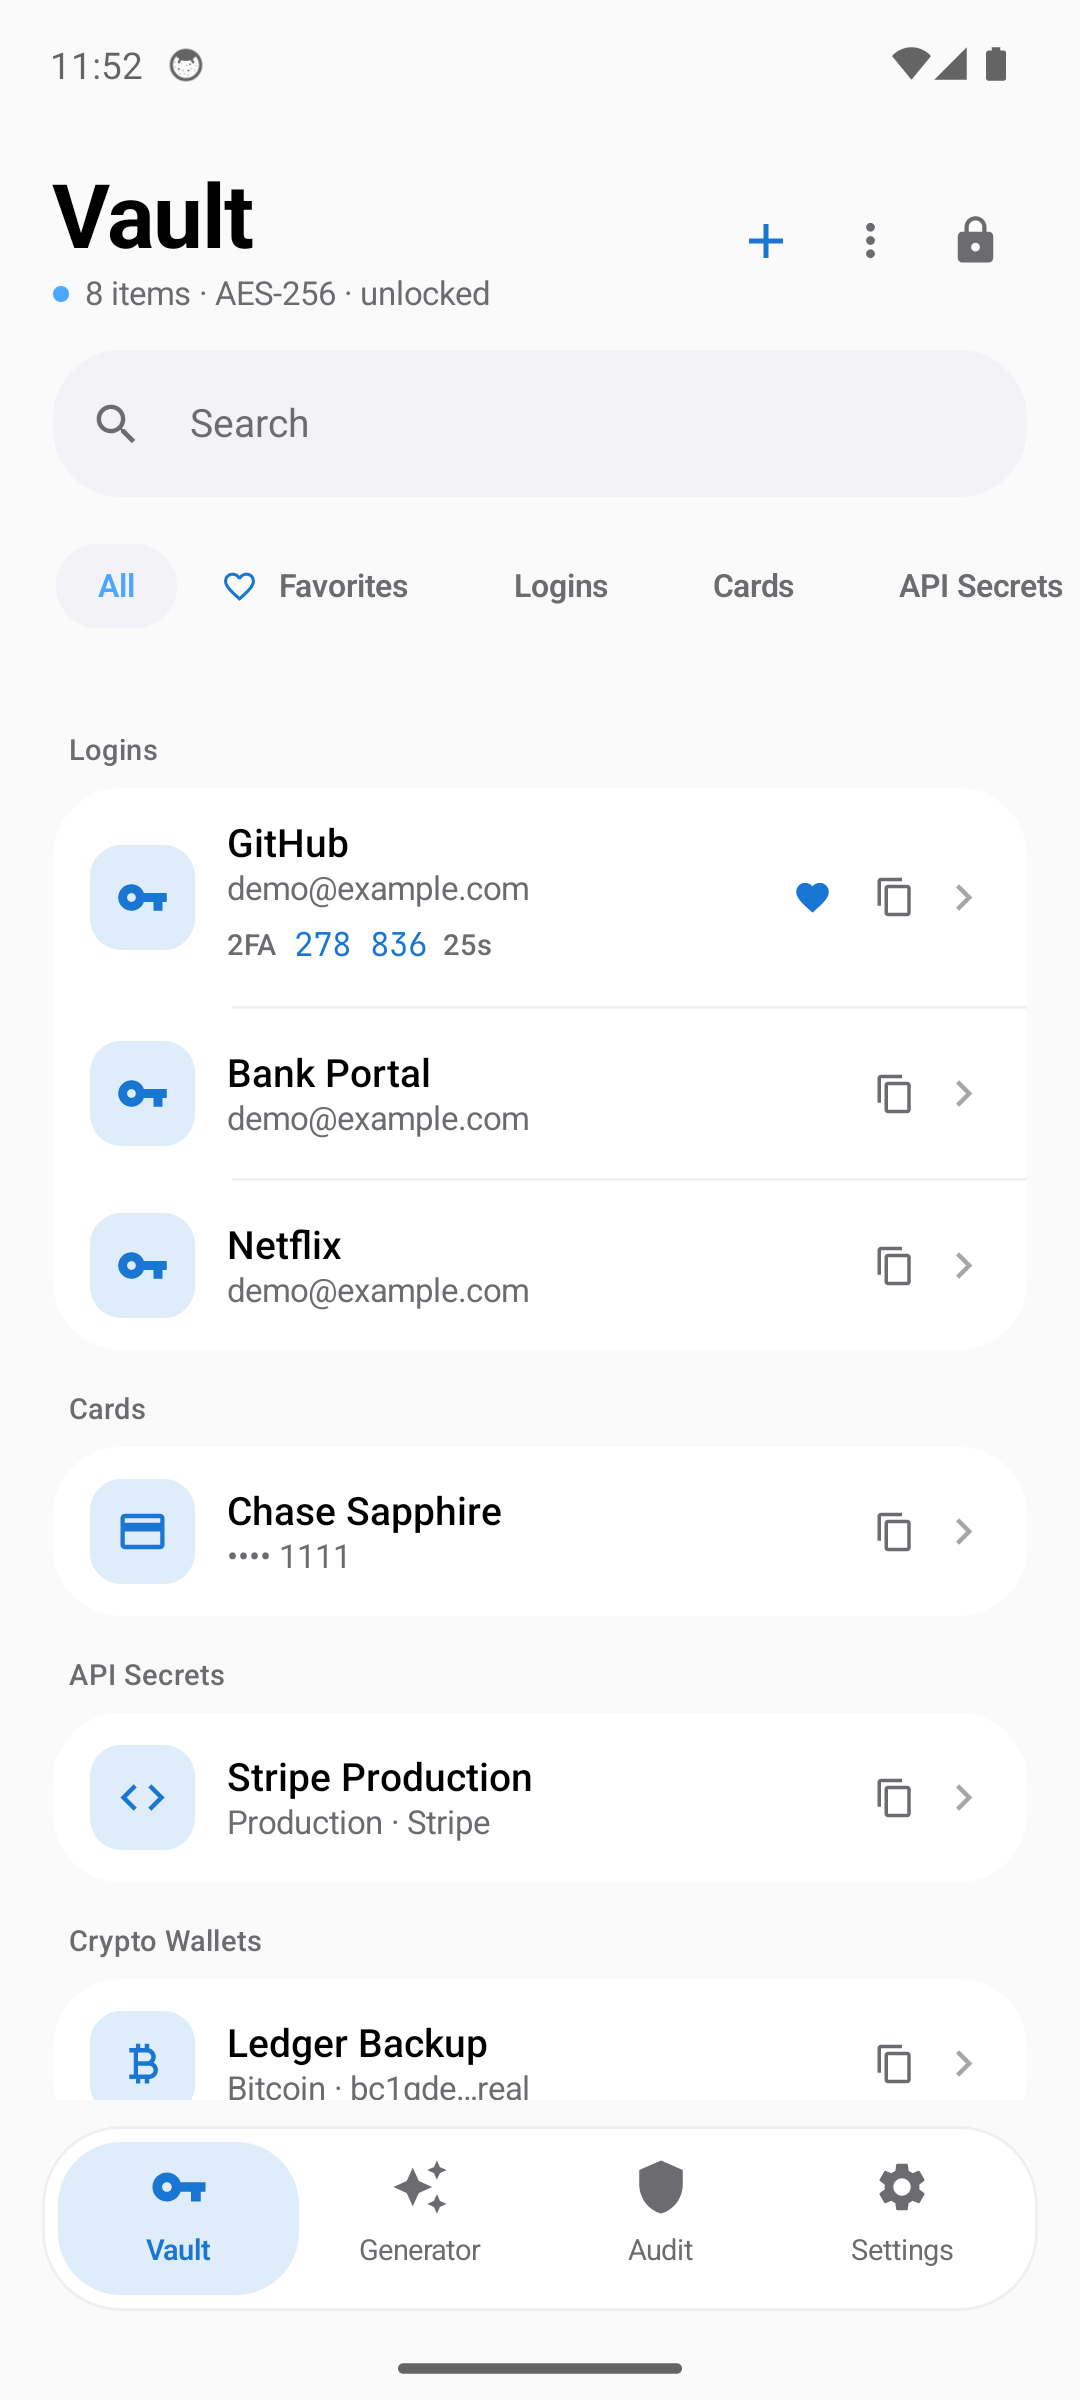 11:52
Vault
8 items · AES-256 · unlocked
Search
All Favorites Logins Cards API Secrets
Logins
GitHub
demo@example.com
2FA 278 836 25s
Bank Portal
demo@example.com
Netflix
demo@example.com
Cards
Chase Sapphire
•••• 1111
API Secrets
Stripe Production
Production · Stripe
Crypto Wallets
Ledger Backup
Bitcoin · bc1qde…real
Vault Generator Audit Settings